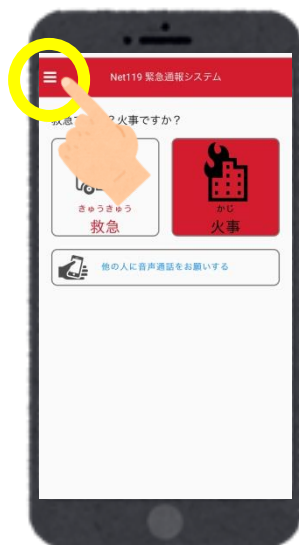 Net119 緊急通報システム
救急で ? 火事ですか?
きゅうきゅう
救急
かじ
火事
他の人に音声通話をお願いする